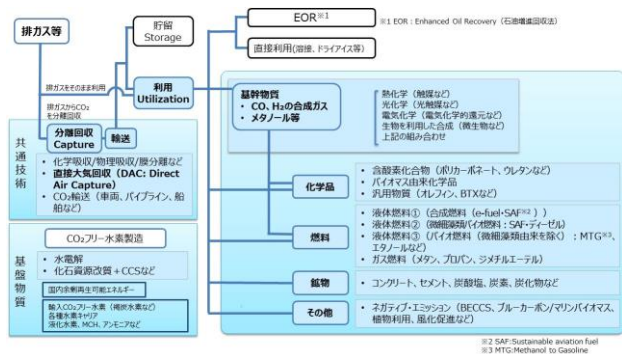 排ガス等
貯留
Storage
EOR※1
※1 EOR：Enhanced Oil Recovery（石油増進回収法）
直接利用(溶接、ドライアイス等)
排ガスをそのまま利用
利用
Utilization
排ガスからCO₂
を分離回収
分離回収
Capture
輸送
共通技術
• 化学吸収/物理吸収/膜分離など
• 直接大気回収（DAC: Direct
Air Capture）
• CO₂輸送（車両、パイプライン、船
舶など）
基盤物質
CO₂フリー水素製造
• 水電解
• 化石資源改質＋CCSなど
国内余剰再生可能エネルギー
輸入CO₂フリー水素（褐炭水素など）
各種水素キャリア
液化水素、MCH、アンモニアなど
基幹物質
• CO、H₂の合成ガス
• メタノール等
熱化学（触媒など）
光化学（光触媒など）
電気化学（電気化学的還元など）
生物を利用した合成（微生物など）
上記の組み合わせ
化学品
• 含酸素化合物（ポリカーボネート、ウレタンなど）
• バイオマス由来化学品
• 汎用物質（オレフィン、BTXなど）
燃料
• 液体燃料①（合成燃料（e-fuel・SAF※2））
• 液体燃料②（微細藻類バイオ燃料：SAF・ディーゼル）
• 液体燃料③（バイオ燃料（微細藻類由来を除く）：MTG※3、
エタノールなど）
• ガス燃料（メタン、プロパン、ジメチルエーテル）
鉱物
• コンクリート、セメント、炭酸塩、炭素、炭化物など
その他
• ネガティブ・エミッション（BECCS、ブルーカーボン/マリンバイオマス、
植物利用、風化促進など）
※2 SAF:Sustainable aviation fuel
※3 MTG:Methanol to Gasoline